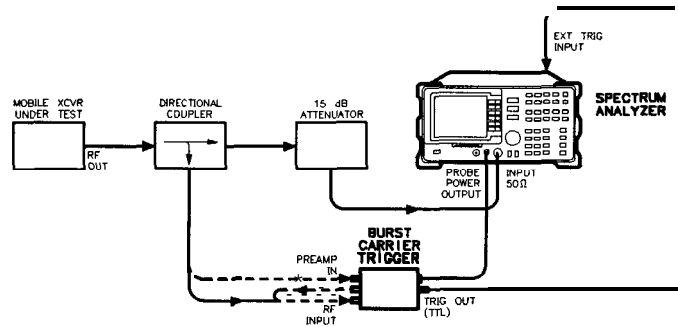 EXT TRIG
INPUT
MOBILE XCVR
UNDER TEST
DIRECTIONAL
COUPLER
15 dB
ATTENUATOR
SPECTRUM
ANALYZER
RF
OUT
PROBE
POWER
OUTPUT
INPUT
50Ω
BURST
CARRIER
TRIGGER
PREAMP
IN
RF
INPUT
TRIG OUT
(TTL)